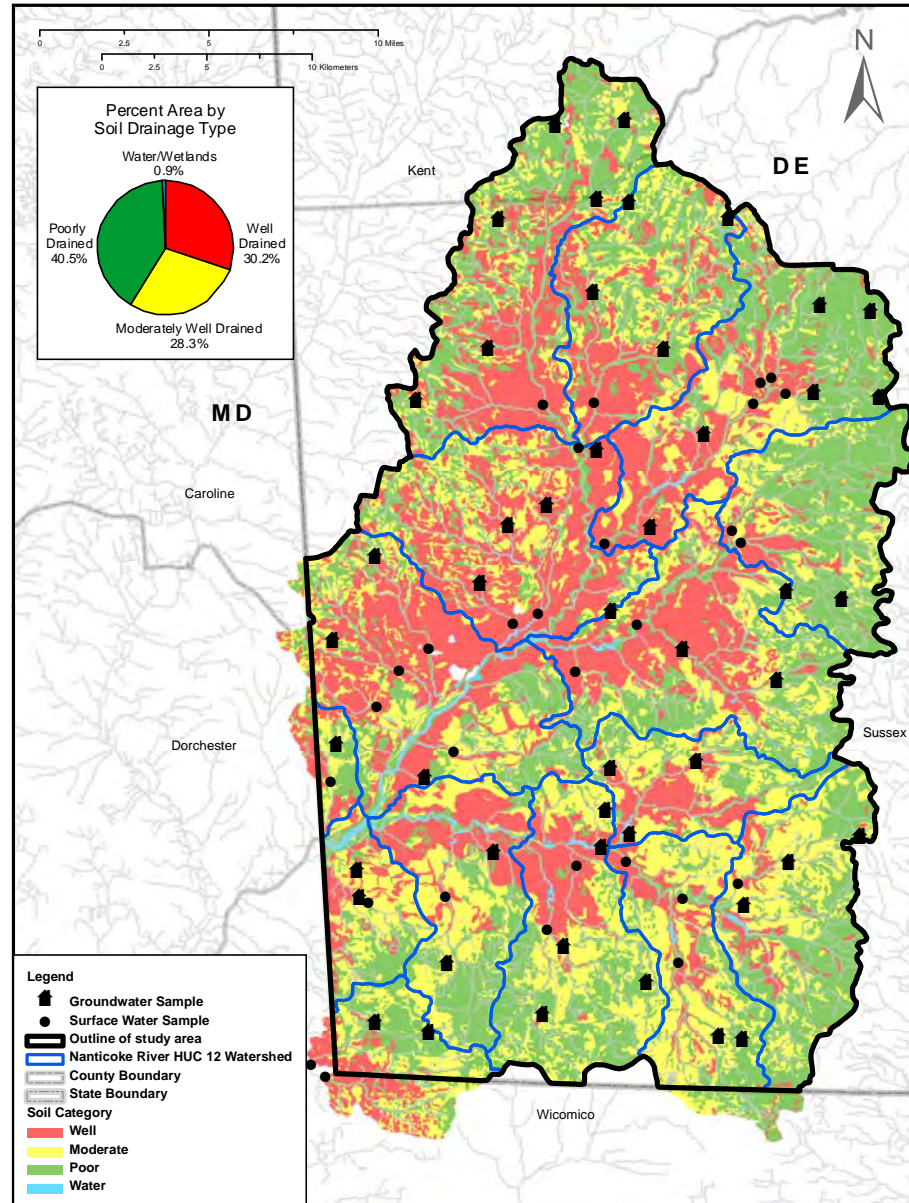 0 2.5 5 10 Miles
0 2.5 5 10 Kilometers
N
Percent Area by
Soil Drainage Type
Water/Wetlands
0.9%
Poorly
Drained
40.5%
Well
Drained
30.2%
Moderately Well Drained
28.3%
Kent
DE
MD
Caroline
Dorchester
Sussex
Wicomico
Legend
Groundwater Sample
Surface Water Sample
Outline of study area
Nanticoke River HUC 12 Watershed
County Boundary
State Boundary
Soil Category
Well
Moderate
Poor
Water